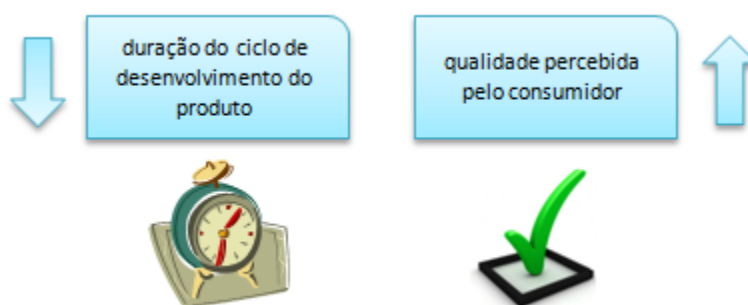 duração do ciclo de
desenvolvimento do
produto
qualidade percebida
pelo consumidor